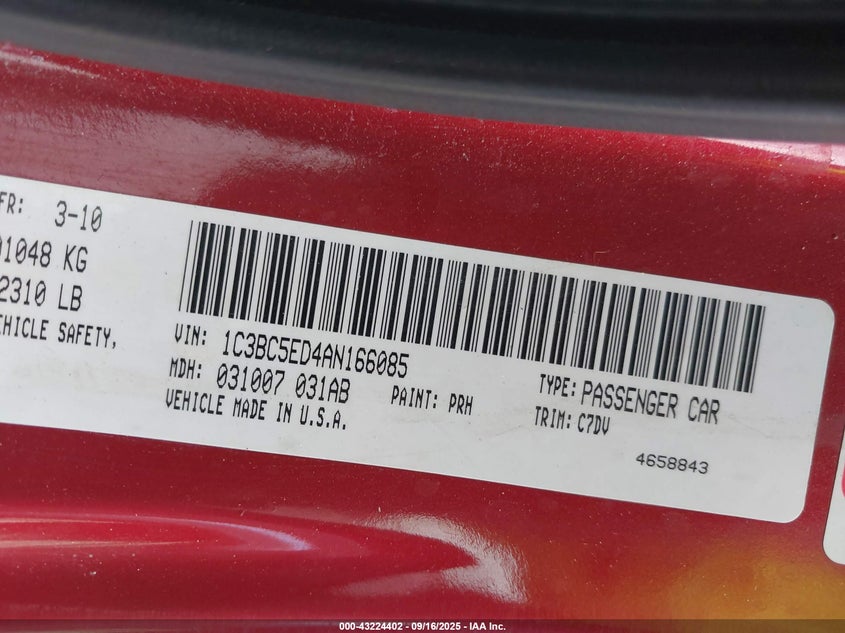 FR: 3-10
1048 KG
2310 LB
EHICLE SAFETY,
VIN: 1C3BC5ED4AN166085
MDH: 031007 031AB
PAINT: PRH
VEHICLE MADE IN U.S.A.
TYPE: PASSENGER CAR
TRIM: C7DV
4658843
000-43224402 - 09/16/2025 - IAA Inc.